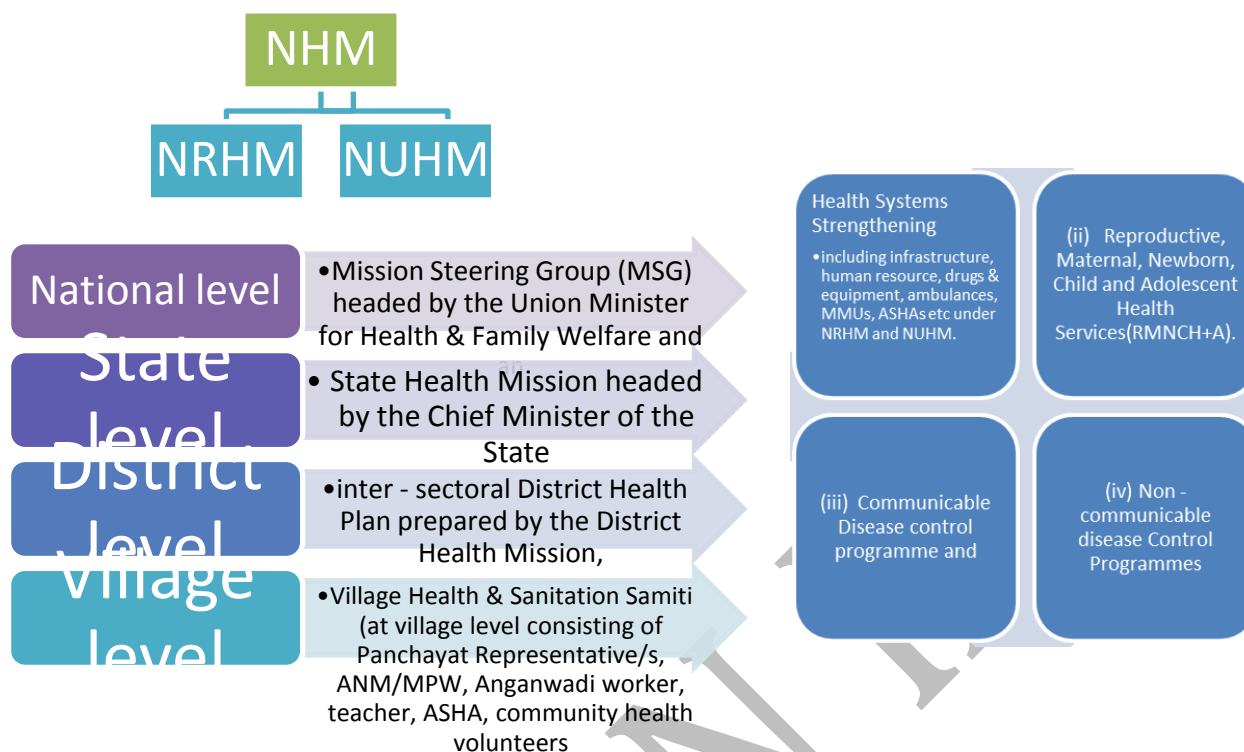 NHM
NRHM
NUHM
National level
•Mission Steering Group (MSG)
headed by the Union Minister
for Health & Family Welfare and
an
State
level
• State Health Mission headed
by the Chief Minister of the
State
District
level
•inter - sectoral District Health
Plan prepared by the District
Health Mission,
Village
level
•Village Health & Sanitation Samiti
(at village level consisting of
Panchayat Representative/s,
ANM/MPW, Anganwadi worker,
teacher, ASHA, community health
volunteers
Health Systems
Strengthening
•including infrastructure,
human resource, drugs &
equipment, ambulances,
MMUs, ASHAs etc under
NRHM and NUHM.
(ii) Reproductive,
Maternal, Newborn,
Child and Adolescent
Health
Services(RMNCH+A).
(iii) Communicable
Disease control
programme and
(iv) Non -
communicable
disease Control
Programmes